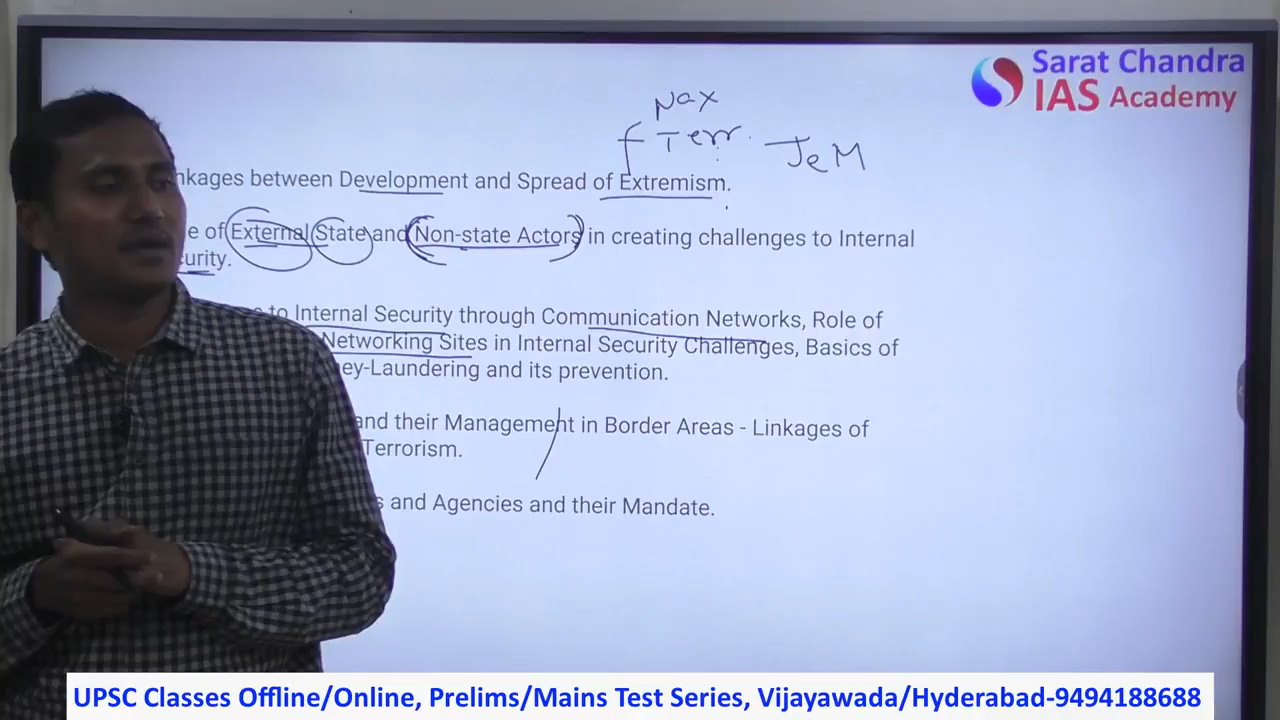 Sarat Chandra
IAS Academy
Nax
Terr.
JeM
nkages between Development and Spread of Extremism.
e of External State and Non-state Actors in creating challenges to Internal
curity.
to Internal Security through Communication Networks, Role of
Networking Sites in Internal Security Challenges, Basics of
ey-Laundering and its prevention.
and their Management in Border Areas - Linkages of
Terrorism.
s and Agencies and their Mandate.
UPSC Classes Offline/Online, Prelims/Mains Test Series, Vijayawada/Hyderabad-9494188688